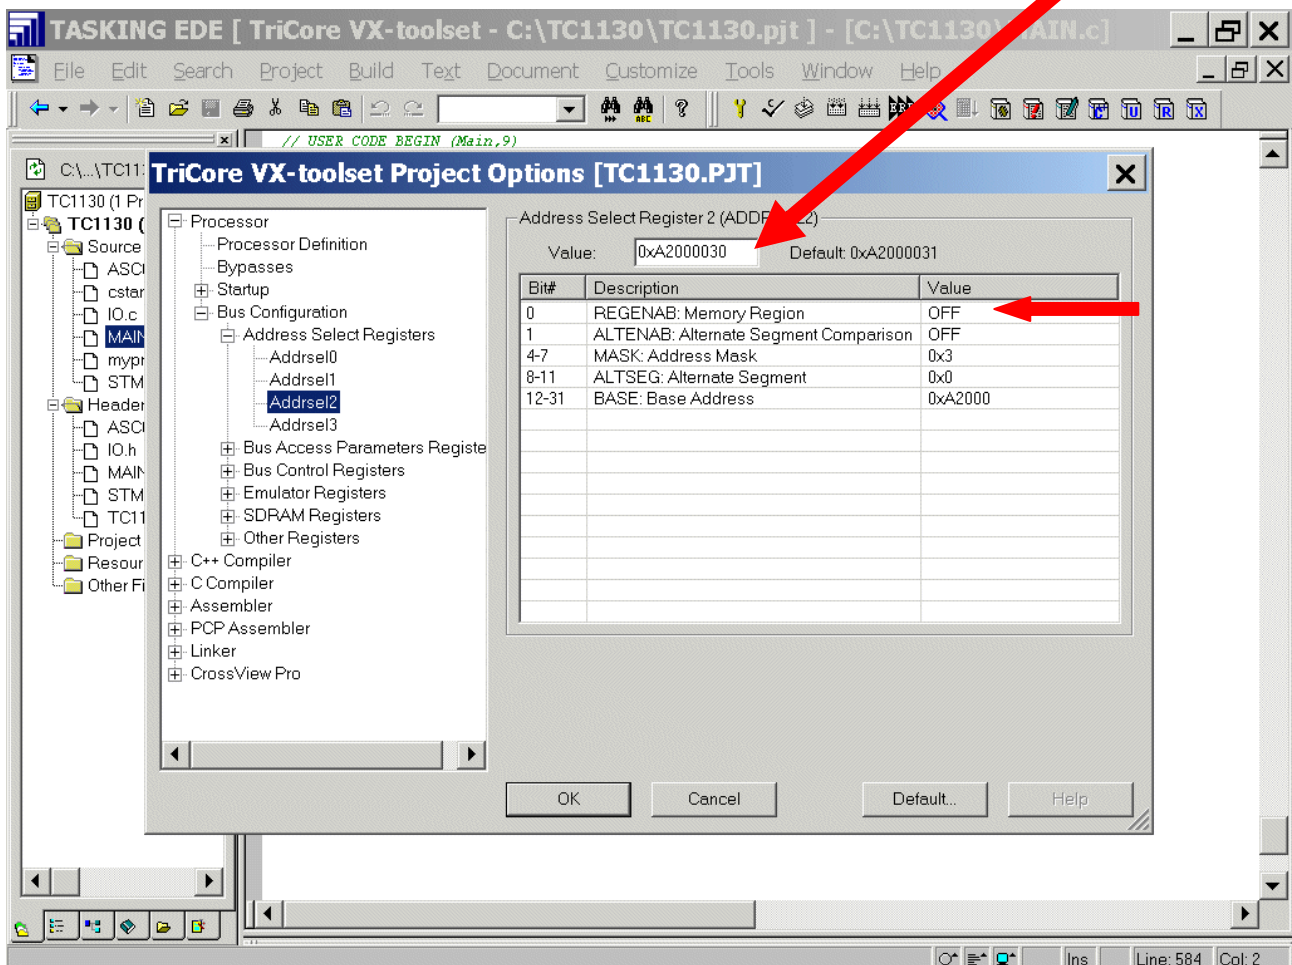 TASKING EDE [ TriCore VX-toolset - C:\TC1130\TC1130.pjt ] - [C:\TC1130\MAIN.c]
File Edit Search Project Build Text Document Customize Tools Window Help
// USER CODE BEGIN (Main,9)
C:\...\TC11
TriCore VX-toolset Project Options [TC1130.PJT]
TC1130 (1 Pr
TC1130 (
Source
ASC
cstar
IO.c
MAIN
mypr
STM
Header
ASC
IO.h
MAIN
STM
TC11
Project
Resour
Other Fi
Processor
Processor Definition
Bypasses
Startup
Bus Configuration
Address Select Registers
Addrsel0
Addrsel1
Addrsel2
Addrsel3
Bus Access Parameters Registe
Bus Control Registers
Emulator Registers
SDRAM Registers
Other Registers
C++ Compiler
C Compiler
Assembler
PCP Assembler
Linker
CrossView Pro
Address Select Register 2
Value: 0xA2000030 Default: 0xA2000031
Bit# Description Value
0 REGENAB: Memory Region OFF
1 ALTENAB: Alternate Segment Comparison OFF
4-7 MASK: Address Mask 0x3
8-11 ALTSEG: Alternate Segment 0x0
12-31 BASE: Base Address 0xA2000
OK Cancel Default... Help
Ins Line: 584 Col: 2